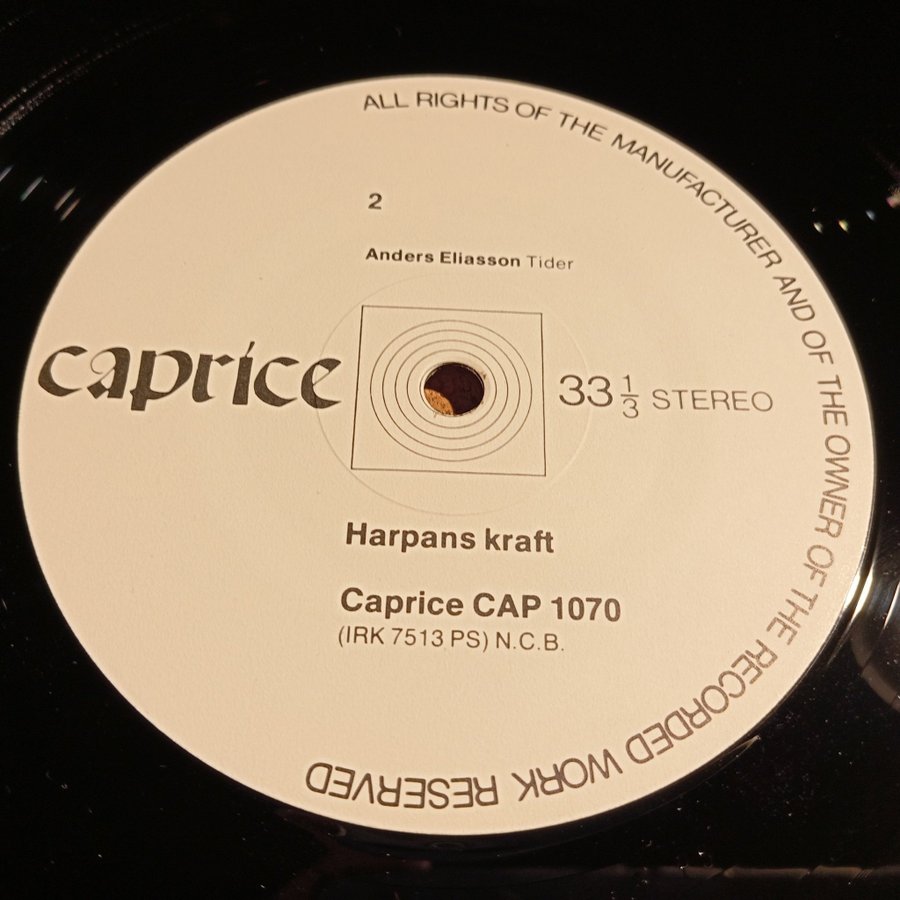 ALL RIGHTS OF THE MANUFACTURER AND OF THE OWNER OF THE RECORDED WORK RESERVED
2
Anders Eliasson Tider
caprice
33 1/3 STEREO
Harpans kraft
Caprice CAP 1070
(IRK 7513 PS) N.C.B.